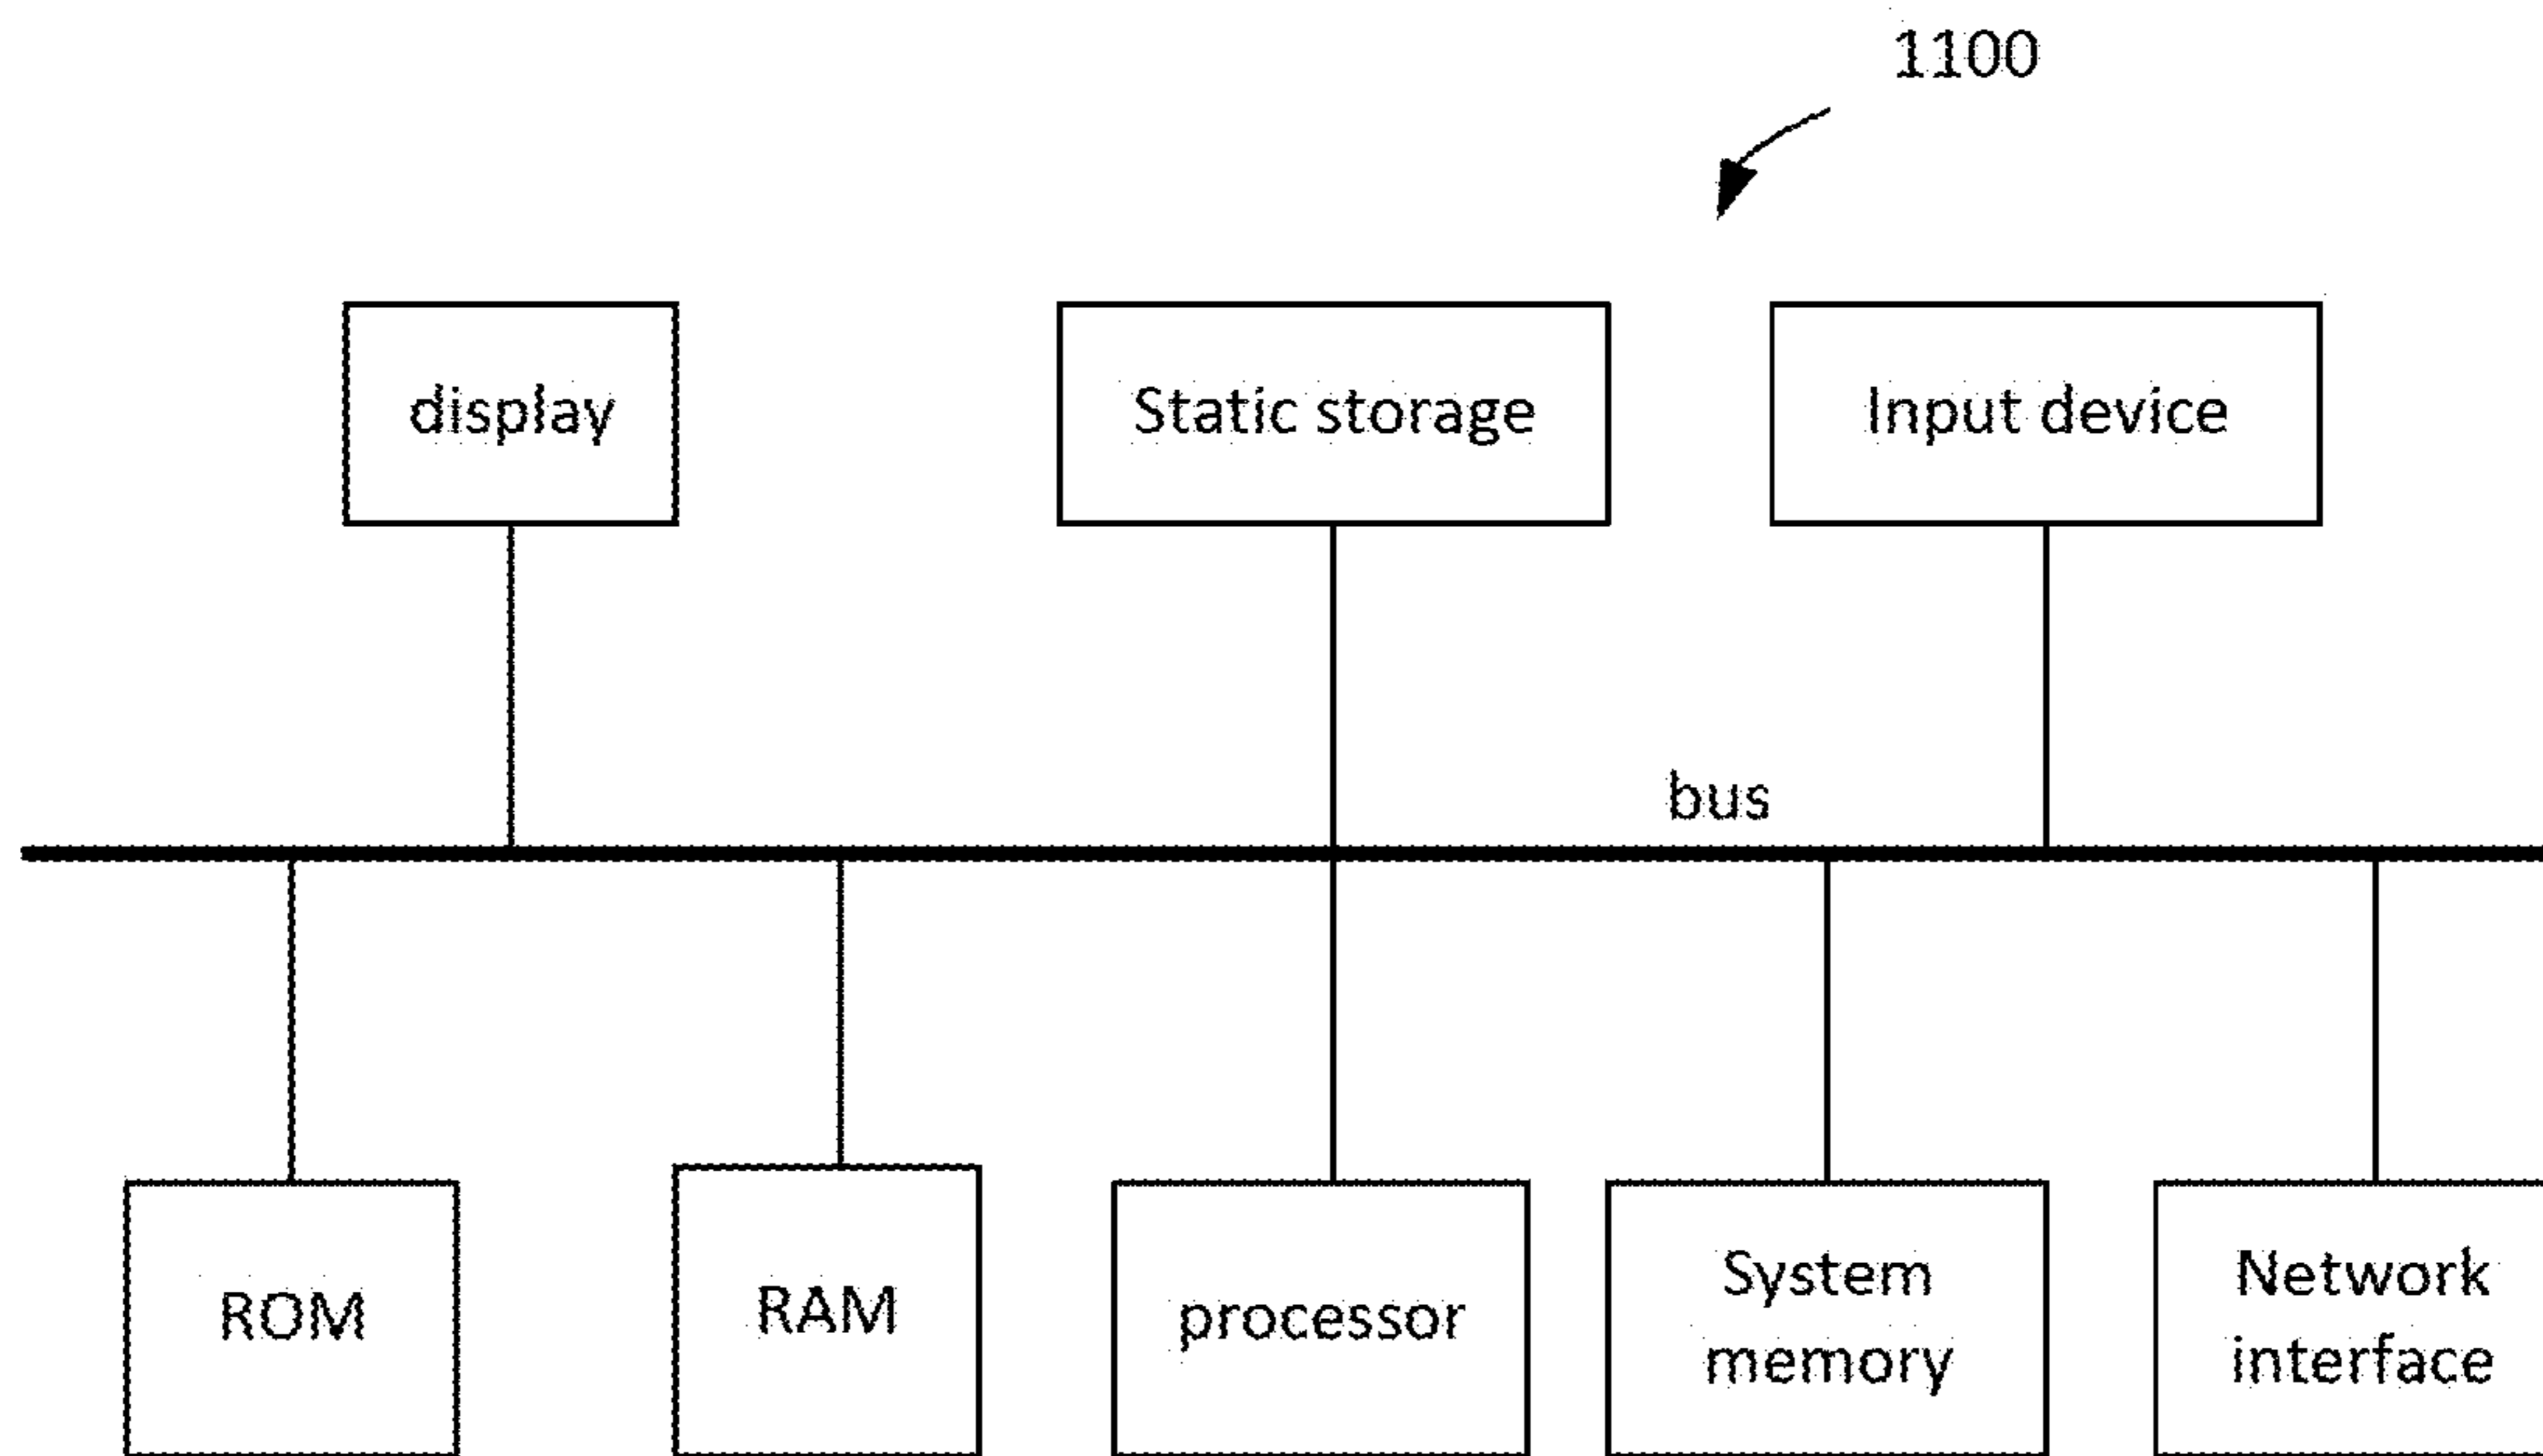 1100
display
Static storage
Input device
bus
ROM
RAM
processor
System
memory
Network
interface